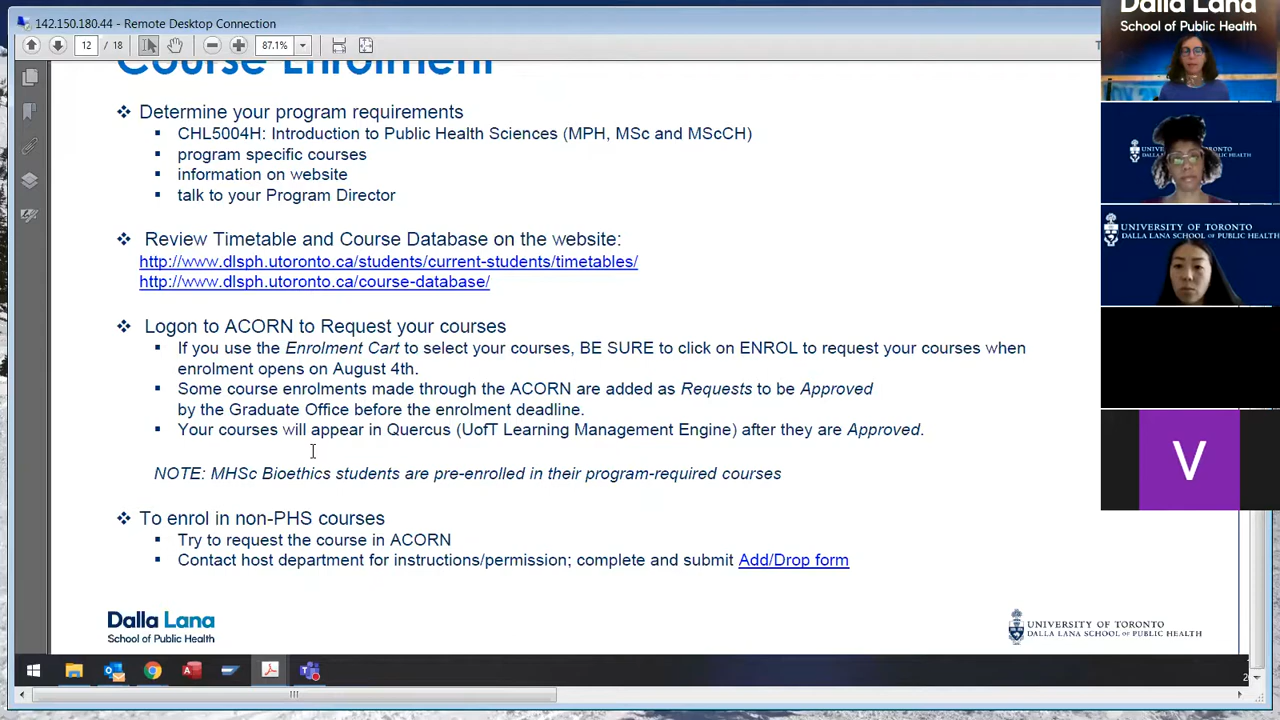 142.150.180.44 - Remote Desktop Connection
12 / 18
87.1%
Course Enrolment
❖ Determine your program requirements
▪ CHL5004H: Introduction to Public Health Sciences (MPH, MSc and MScCH)
▪ program specific courses
▪ information on website
▪ talk to your Program Director
❖ Review Timetable and Course Database on the website:
http://www.dlsph.utoronto.ca/students/current-students/timetables/
http://www.dlsph.utoronto.ca/course-database/
❖ Logon to ACORN to Request your courses
▪ If you use the Enrolment Cart to select your courses, BE SURE to click on ENROL to request your courses when
enrolment opens on August 4th.
▪ Some course enrolments made through the ACORN are added as Requests to be Approved
by the Graduate Office before the enrolment deadline.
▪ Your courses will appear in Quercus (UofT Learning Management Engine) after they are Approved.
NOTE: MHSc Bioethics students are pre-enrolled in their program-required courses
❖ To enrol in non-PHS courses
▪ Try to request the course in ACORN
▪ Contact host department for instructions/permission; complete and submit Add/Drop form
Dalla Lana
School of Public Health
UNIVERSITY OF TORONTO
DALLA LANA SCHOOL OF PUBLIC HEALTH
Dalla Lana
School of Public Health
UNIVERSITY OF TORONTO
DALLA LANA SCHOOL OF PUBLIC HEALTH
V